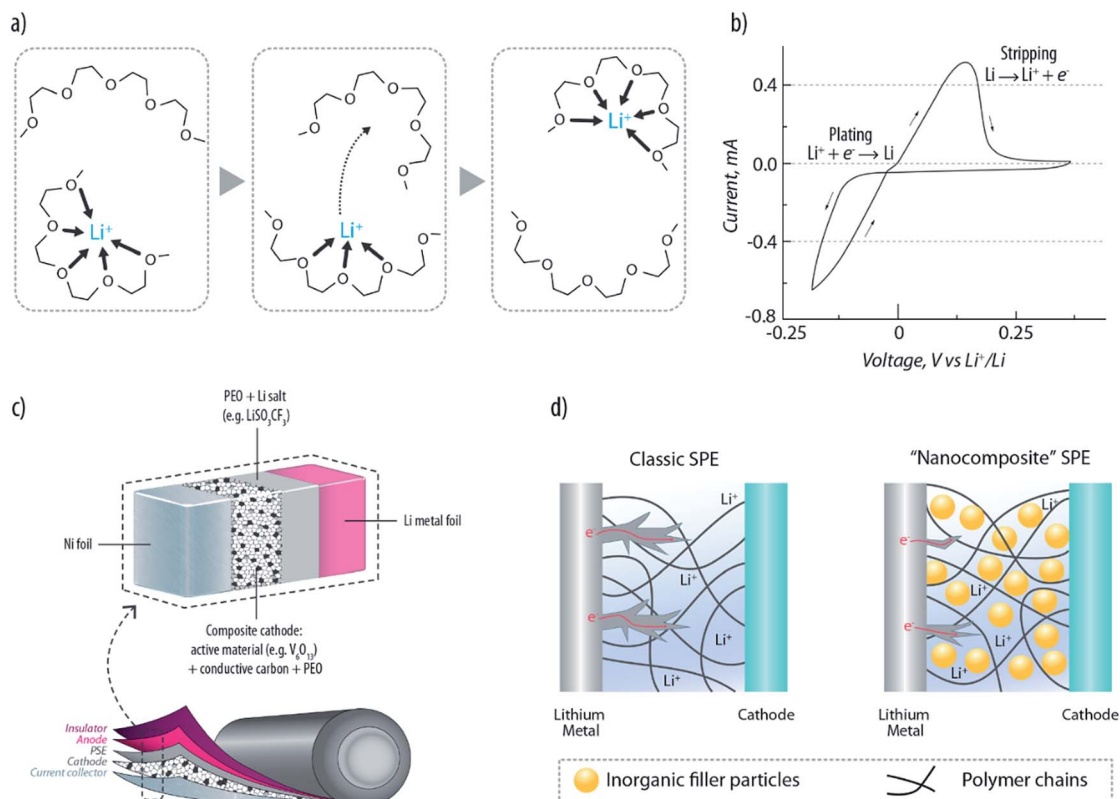 a)
O
O
O
O
O
O
O
O
O
O
Li⁺
O
O
O
O
O
O
O
O
O
O
Li⁺
O
O
O
O
O
Li⁺
O
O
O
O
O
b)
Stripping
Li → Li⁺ + e⁻
0.4
Plating
Li⁺ + e⁻ → Li
0.0
-0.4
-0.8
-0.25
0
0.25
Current, mA
Voltage, V vs Li⁺/Li
c)
PEO + Li salt
(e.g. LiSO₃CF₃)
Ni foil
Li metal foil
Composite cathode:
active material (e.g. V₆O₁₃)
+ conductive carbon + PEO
Insulator
Anode
PSE
Cathode
Current collector
d)
Classic SPE
Li⁺
e⁻
Li⁺
e⁻
Li⁺
Li⁺
Lithium
Metal
Cathode
"Nanocomposite" SPE
Li⁺
e⁻
Li⁺
e⁻
Li⁺
Li⁺
Lithium
Metal
Cathode
Inorganic filler particles
Polymer chains